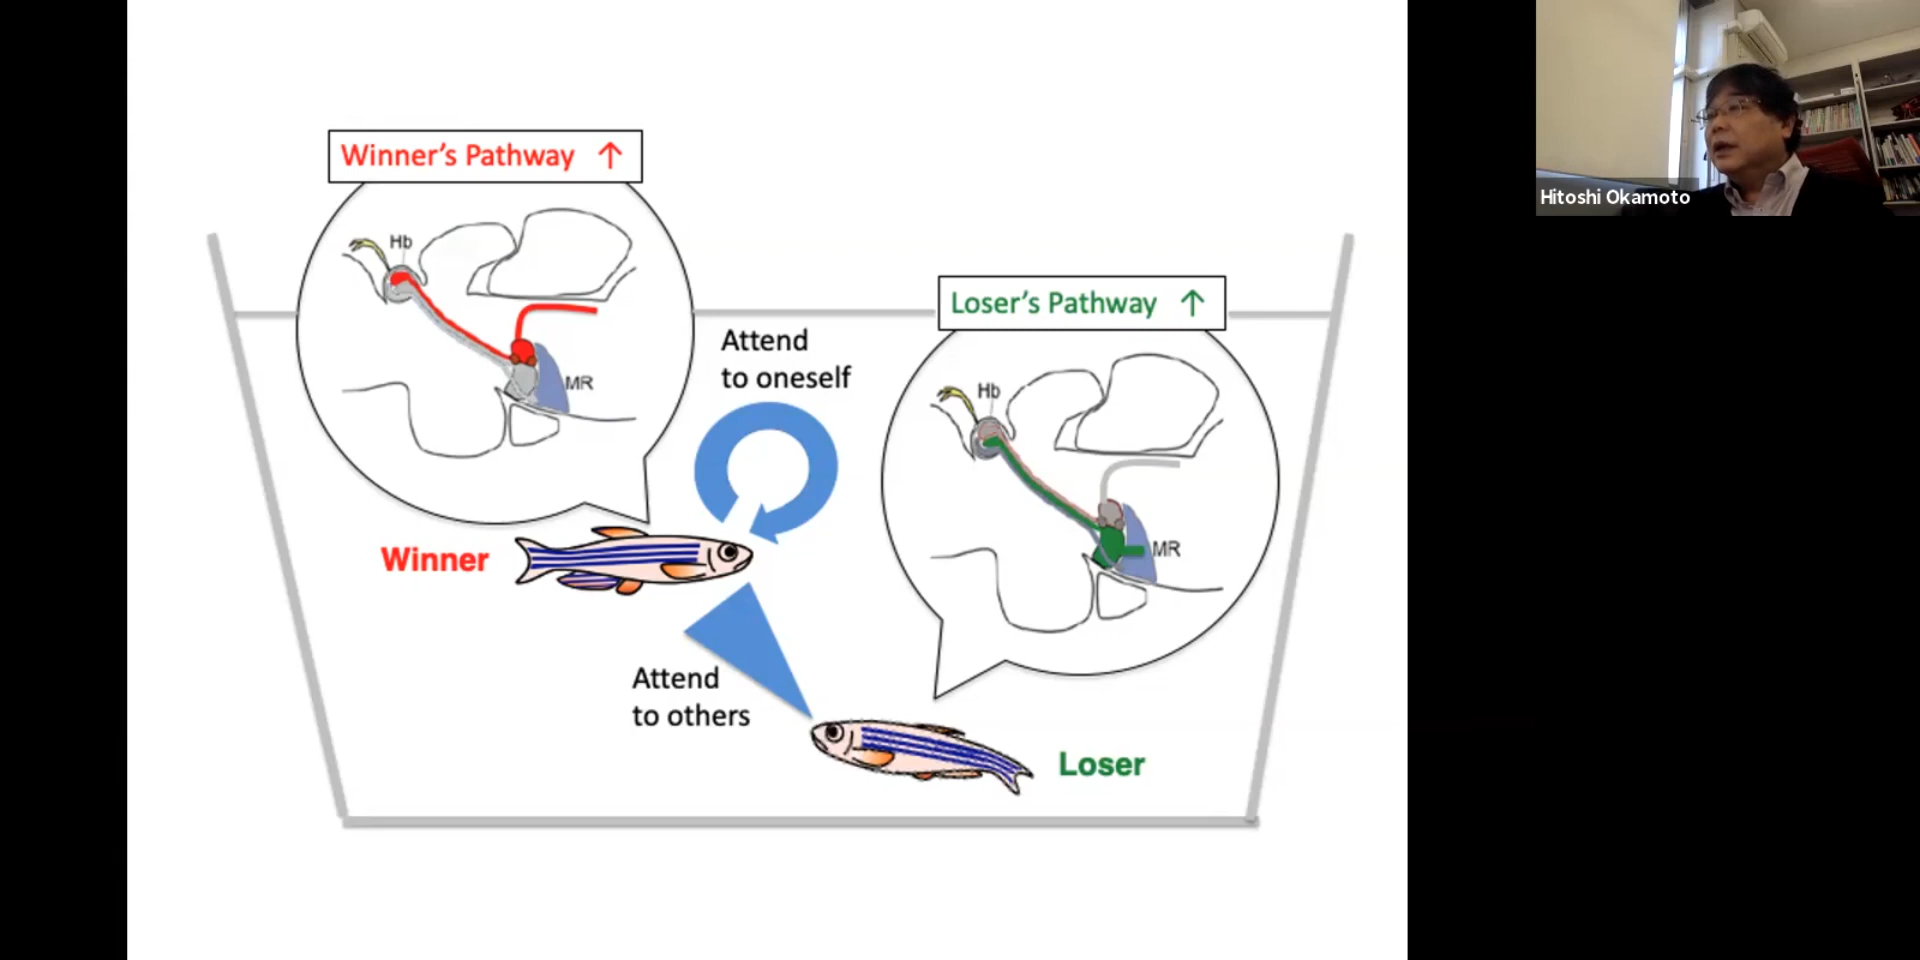 Winner's Pathway ↑
Hb
MR
Attend
to oneself
Loser's Pathway ↑
Hb
MR
Winner
Attend
to others
Loser
Hitoshi Okamoto